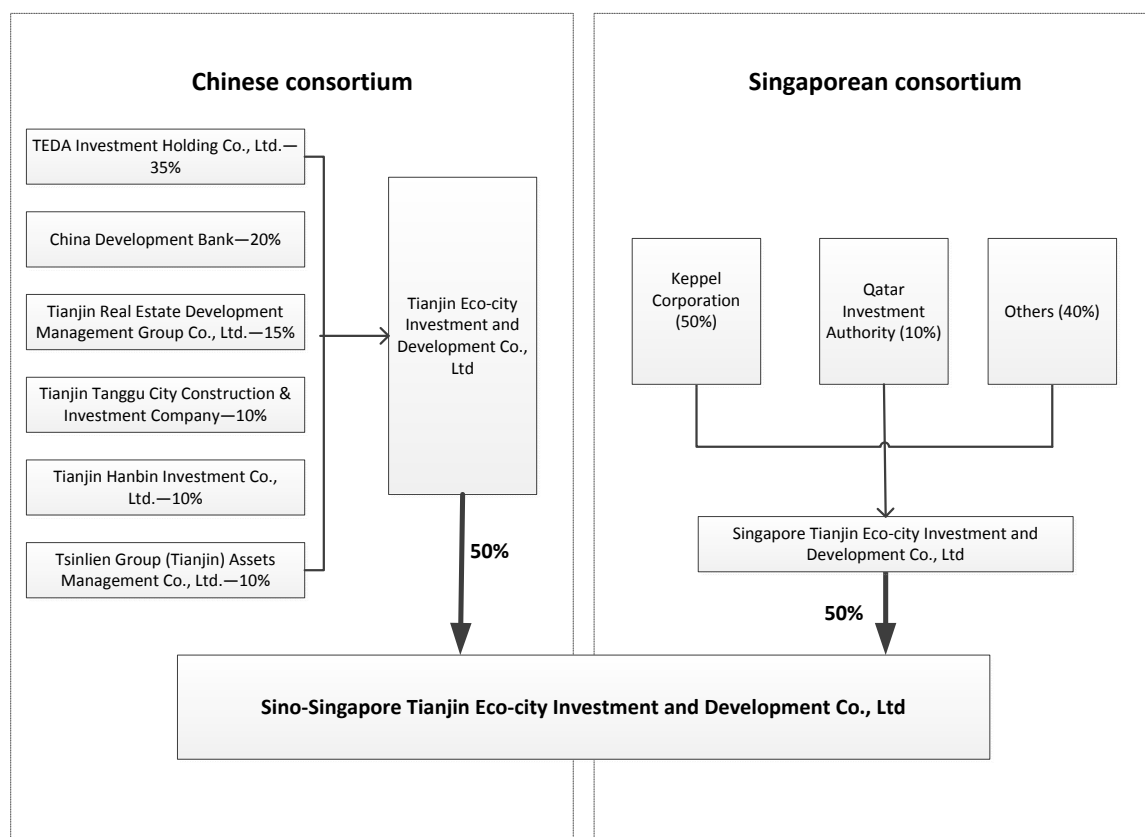 Chinese consortium
TEDA Investment Holding Co., Ltd.—
35%
China Development Bank—20%
Tianjin Real Estate Development
Management Group Co., Ltd.—15%
Tianjin Tanggu City Construction &
Investment Company—10%
Tianjin Hanbin Investment Co.,
Ltd.—10%
Tsinlien Group (Tianjin) Assets
Management Co., Ltd.—10%
Tianjin Eco-city
Investment and
Development Co.,
Ltd
50%
Singaporean consortium
Keppel
Corporation
(50%)
Qatar
Investment
Authority (10%)
Others (40%)
Singapore Tianjin Eco-city Investment and
Development Co., Ltd
50%
Sino-Singapore Tianjin Eco-city Investment and Development Co., Ltd